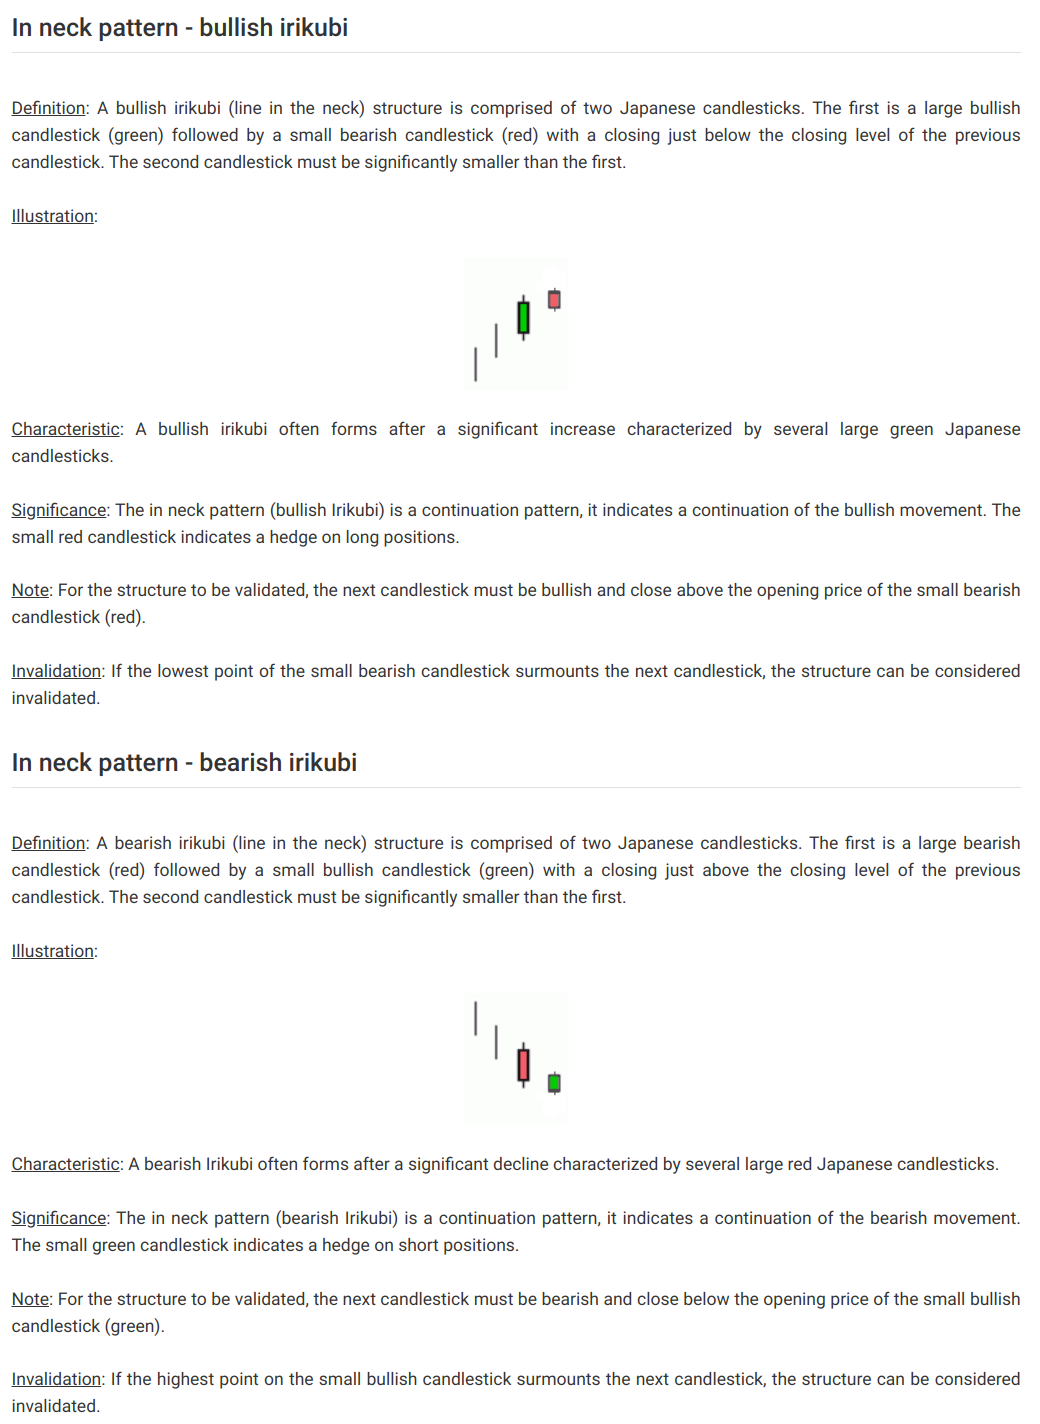 In neck pattern - bullish irikubi
Definition: A bullish irikubi (line in the neck) structure is comprised of two Japanese candlesticks. The first is a large bullish
candlestick (green) followed by a small bearish candlestick (red) with a closing just below the closing level of the previous
candlestick. The second candlestick must be significantly smaller than the first.
Illustration:
Characteristic: A bullish irikubi often forms after a significant increase characterized by several large green Japanese
candlesticks.
Significance: The in neck pattern (bullish Irikubi) is a continuation pattern, it indicates a continuation of the bullish movement. The
small red candlestick indicates a hedge on long positions.
Note: For the structure to be validated, the next candlestick must be bullish and close above the opening price of the small bearish
candlestick (red).
Invalidation: If the lowest point of the small bearish candlestick surmounts the next candlestick, the structure can be considered
invalidated.
In neck pattern - bearish irikubi
Definition: A bearish irikubi (line in the neck) structure is comprised of two Japanese candlesticks. The first is a large bearish
candlestick (red) followed by a small bullish candlestick (green) with a closing just above the closing level of the previous
candlestick. The second candlestick must be significantly smaller than the first.
Illustration:
Characteristic: A bearish Irikubi often forms after a significant decline characterized by several large red Japanese candlesticks.
Significance: The in neck pattern (bearish Irikubi) is a continuation pattern, it indicates a continuation of the bearish movement.
The small green candlestick indicates a hedge on short positions.
Note: For the structure to be validated, the next candlestick must be bearish and close below the opening price of the small bullish
candlestick (green).
Invalidation: If the highest point on the small bullish candlestick surmounts the next candlestick, the structure can be considered
invalidated.